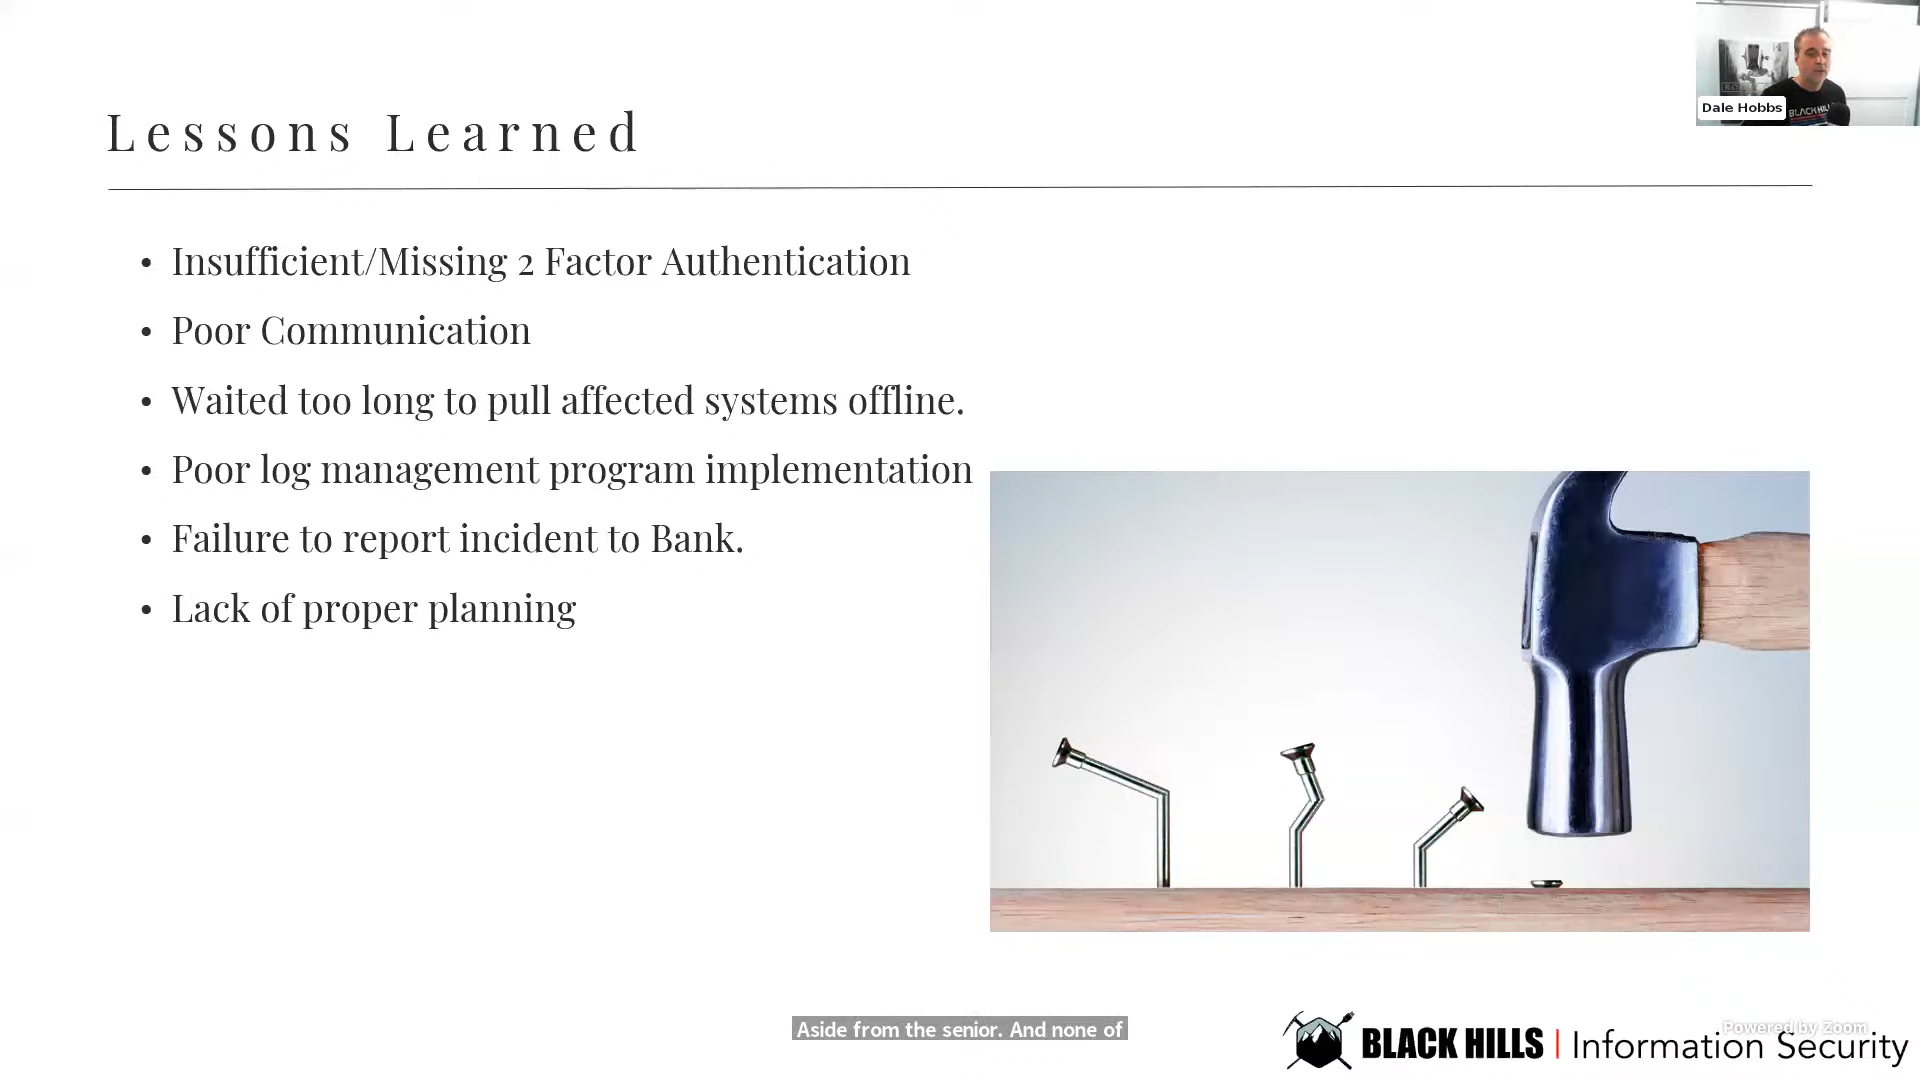 Dale Hobbs
BLACK HILL
Lessons Learned
• Insufficient/Missing 2 Factor Authentication
• Poor Communication
• Waited too long to pull affected systems offline.
• Poor log management program implementation
• Failure to report incident to Bank.
• Lack of proper planning
Aside from the senior. And none of
Powered by Zoom
BLACK HILLS | Information Security